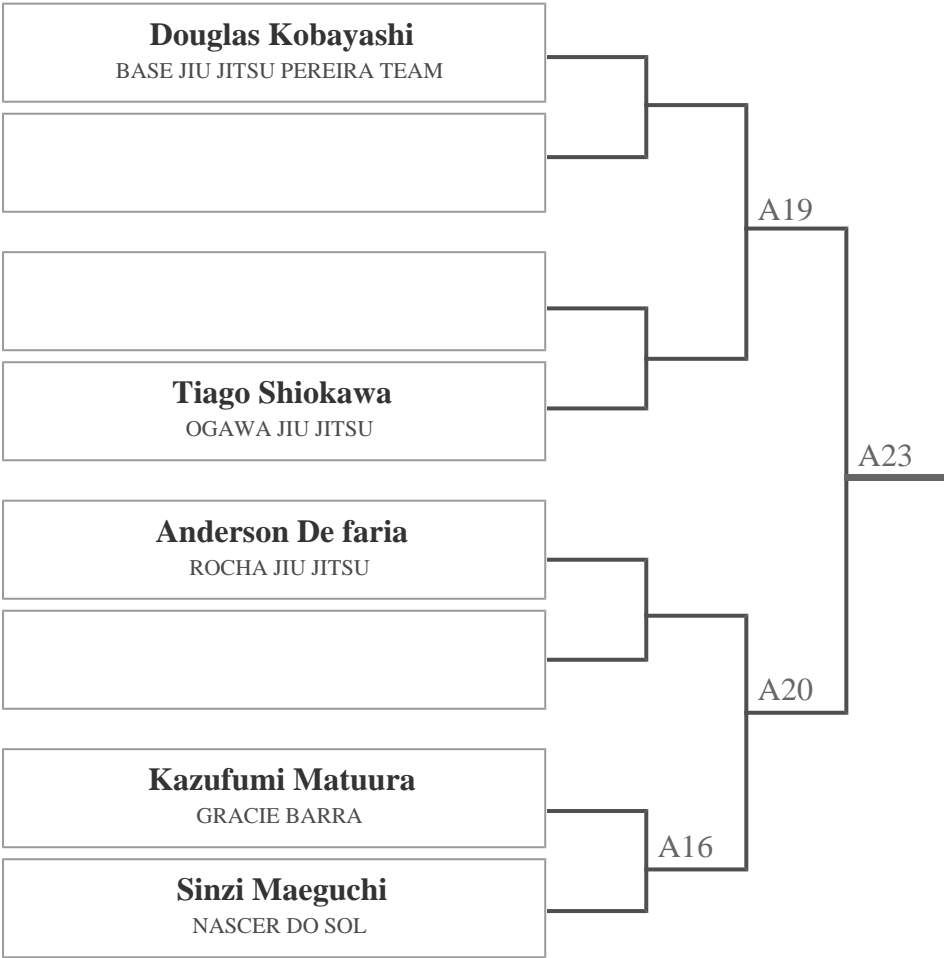 Douglas Kobayashi
BASE JIU JITSU PEREIRA TEAM
A19
Tiago Shiokawa
OGAWA JIU JITSU
A23
Anderson De faria
ROCHA JIU JITSU
A20
Kazufumi Matuura
GRACIE BARRA
A16
Sinzi Maeguchi
NASCER DO SOL